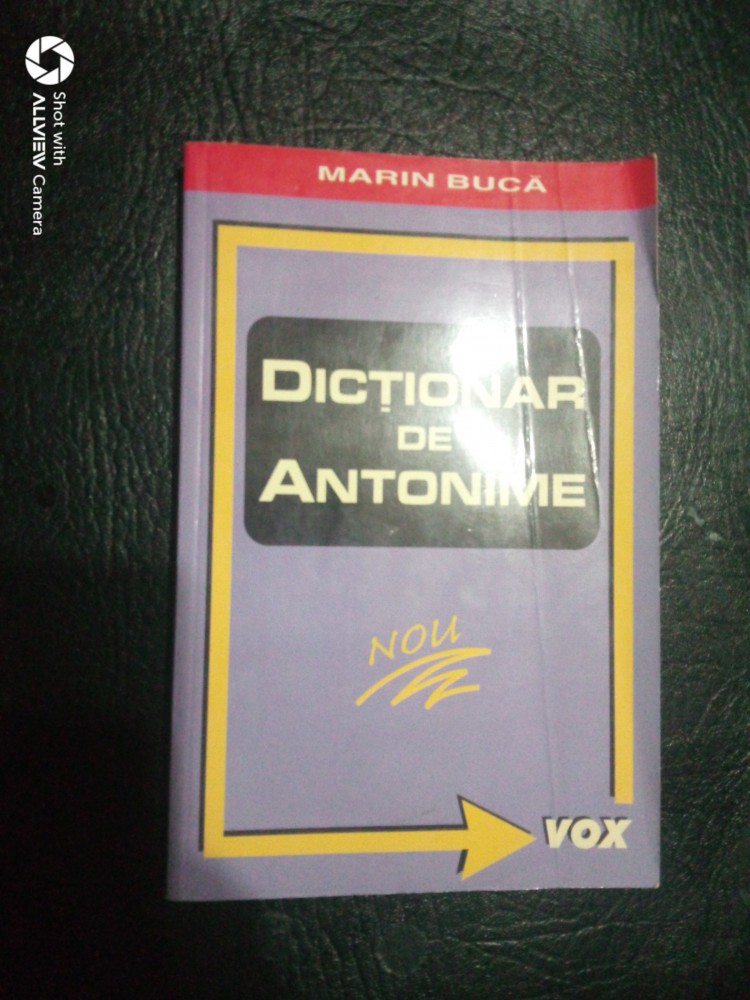 Shot with
ALLVIEW Camera
MARIN BUCĂ
DICȚIONAR
DE
ANTONIME
NOU
VOX